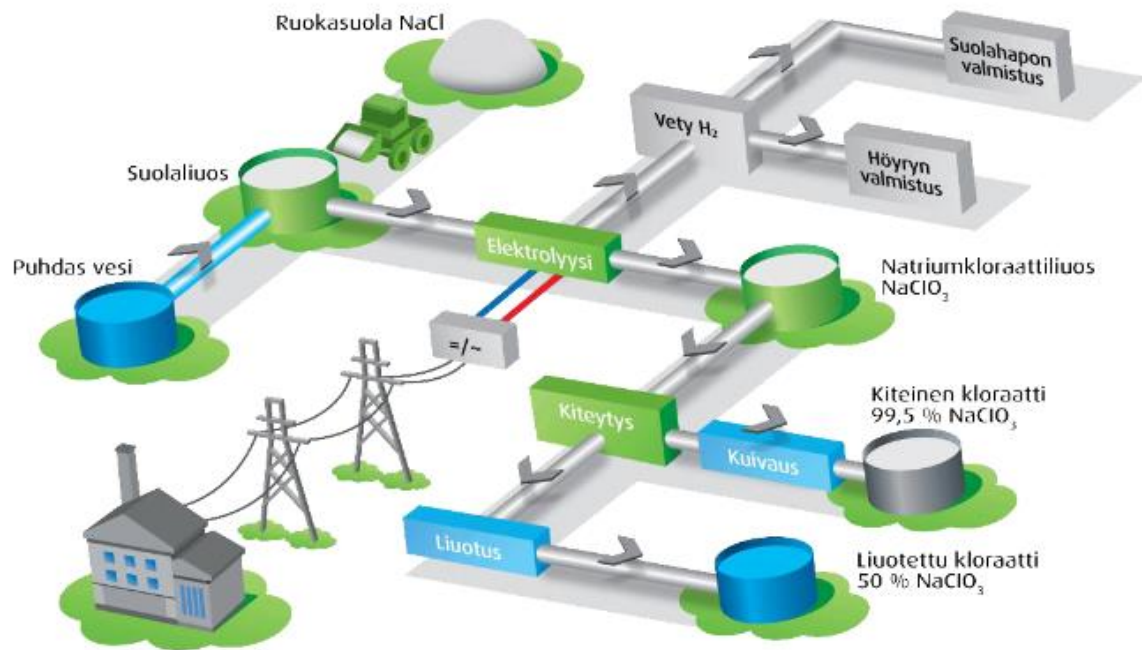 Ruokasuola NaCl
Suolahapon
valmistus
Vety H₂
Höyryn
valmistus
Suolaliuos
Elektrolyysi
Puhdas vesi
Natriumkloraattiliuos
NaClO₃
=/~
Kiteytys
Kiteinen kloraatti
99,5 % NaClO₃
Kuivaus
Liuotus
Liuotettu kloraatti
50 % NaClO₃